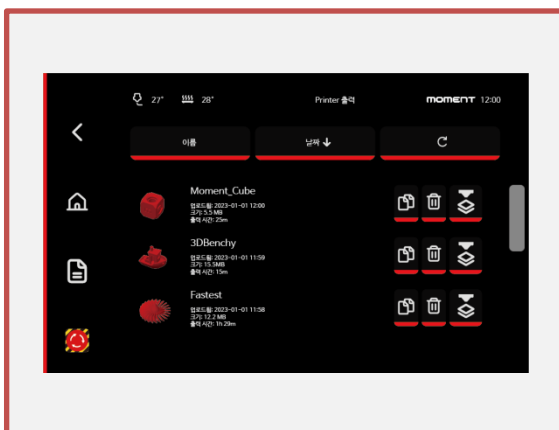 27° 28° Printer 출력 MOMENT 12:00
이름 날짜
Moment_Cube
업로드됨: 2023-01-01 12:00
크기: 5.5 MB
출력 시간: 25m
3DBenchy
업로드됨: 2023-01-01 11:59
크기: 15.5MB
출력 시간: 15m
Fastest
업로드됨: 2023-01-01 11:58
크기: 12.2 MB
출력 시간: 1h 29m